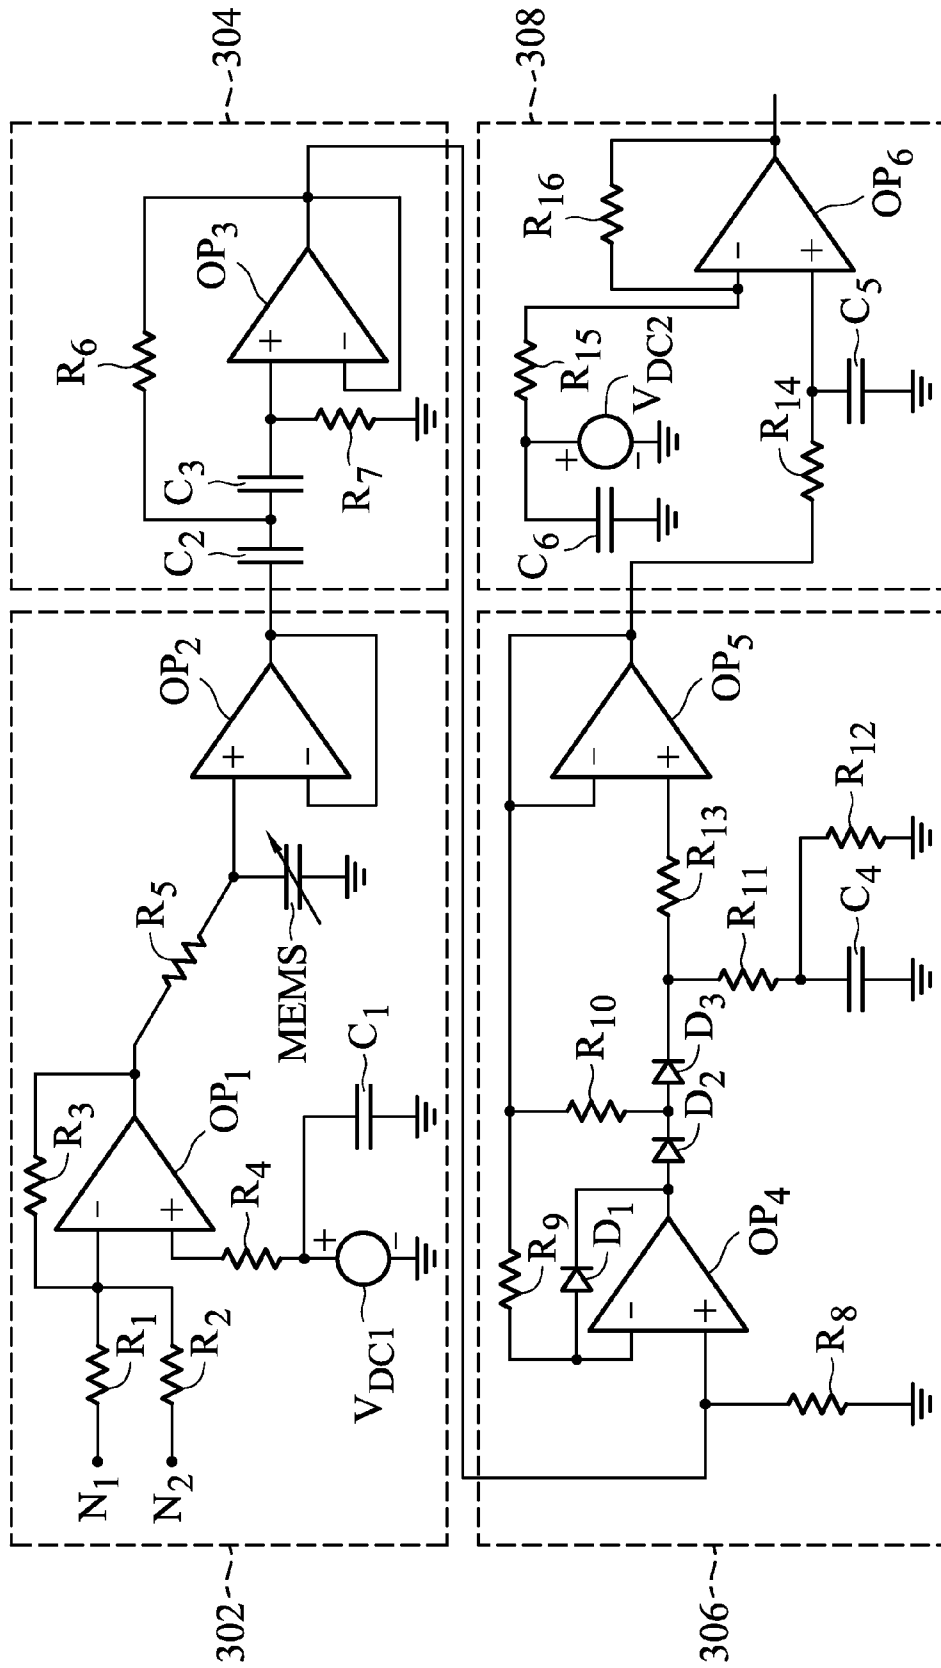 302
N1
N2
R1
R2
R3
OP1
R4
VDC1
+
-
C1
R5
MEMS
OP2
+
-
304
C2
C3
R6
R7
OP3
+
-
306
R8
R9
D1
OP4
-
+
R10
D2
D3
R11
C4
R12
R13
OP5
-
+
308
C6
+
-
VDC2
R15
R14
C5
R16
OP6
-
+
-
+